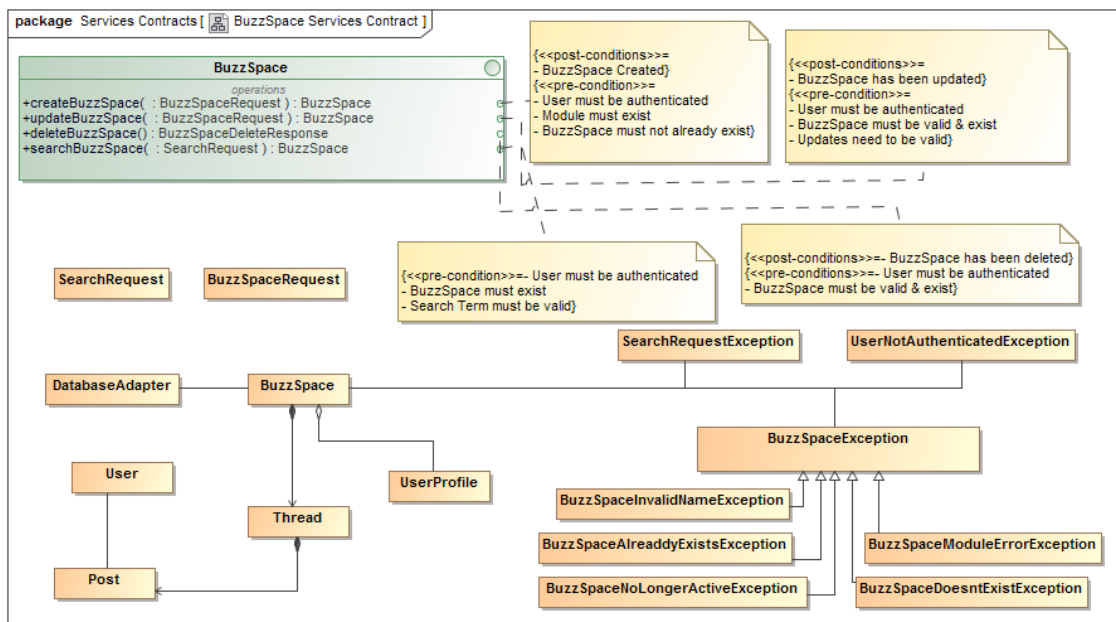 package Services Contracts [ BuzzSpace Services Contract ]
BuzzSpace
operations
+createBuzzSpace( : BuzzSpaceRequest ) : BuzzSpace
+updateBuzzSpace( : BuzzSpaceRequest ) : BuzzSpace
+deleteBuzzSpace() : BuzzSpaceDeleteResponse
+searchBuzzSpace( : SearchRequest ) : BuzzSpace
{<<post-conditions>>=
- BuzzSpace Created}
{<<pre-condition>>=
- User must be authenticated
- Module must exist
- BuzzSpace must not already exist}
{<<post-conditions>>=
- BuzzSpace has been updated}
{<<pre-condition>>=
- User must be authenticated
- BuzzSpace must be valid & exist
- Updates need to be valid}
{<<pre-condition>>=- User must be authenticated
- BuzzSpace must exist
- Search Term must be valid}
{<<post-conditions>>=- BuzzSpace has been deleted}
{<<pre-conditions>>=- User must be authenticated
- BuzzSpace must be valid & exist}
SearchRequest
BuzzSpaceRequest
SearchRequestException
UserNotAuthenticatedException
DatabaseAdapter
BuzzSpace
BuzzSpaceException
User
UserProfile
BuzzSpaceInvalidNameException
Thread
BuzzSpaceAlreaddyExistsException
BuzzSpaceModuleErrorException
Post
BuzzSpaceNoLongerActiveException
BuzzSpaceDoesntExistException